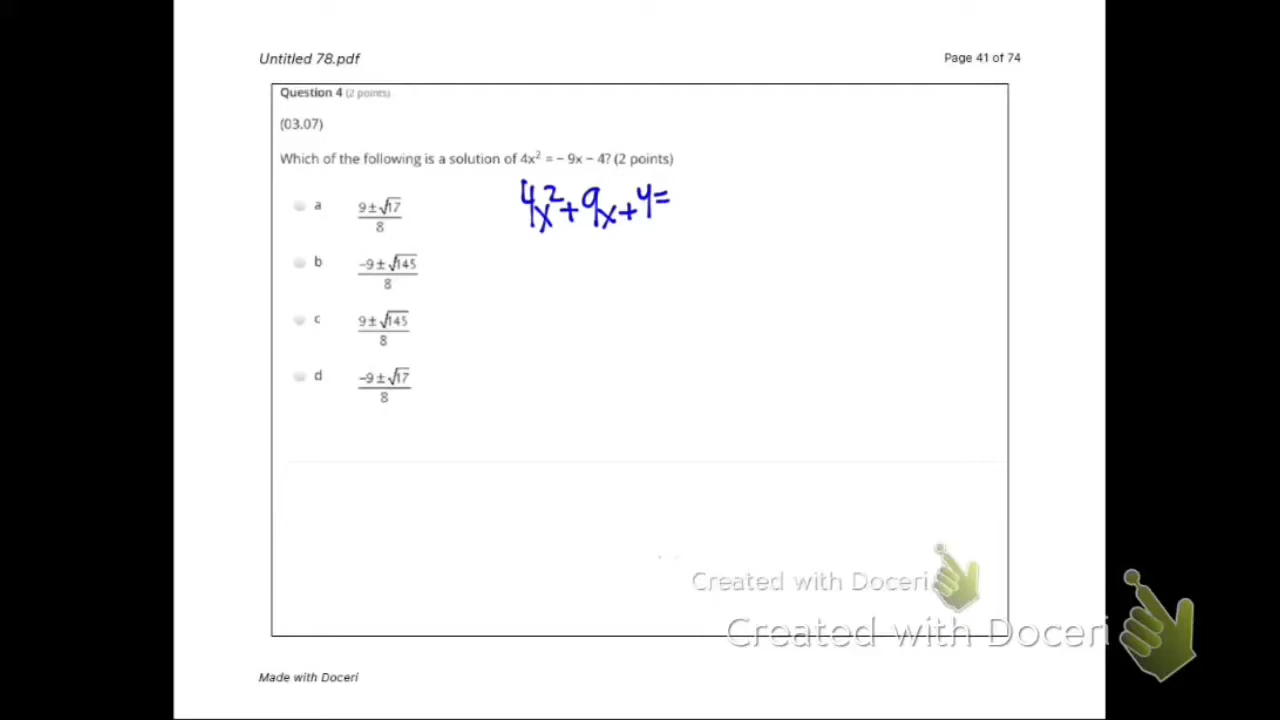 Untitled 78.pdf
Page 41 of 74
Question 4 (2 points)
(03.07)
Which of the following is a solution of 4x² = − 9x − 4? (2 points)
4x²+9x+4=
a (9 ± √17)/8
b (−9 ± √145)/8
c (9 ± √145)/8
d (−9 ± √17)/8
Created with Doceri
Created with Doceri
Made with Doceri